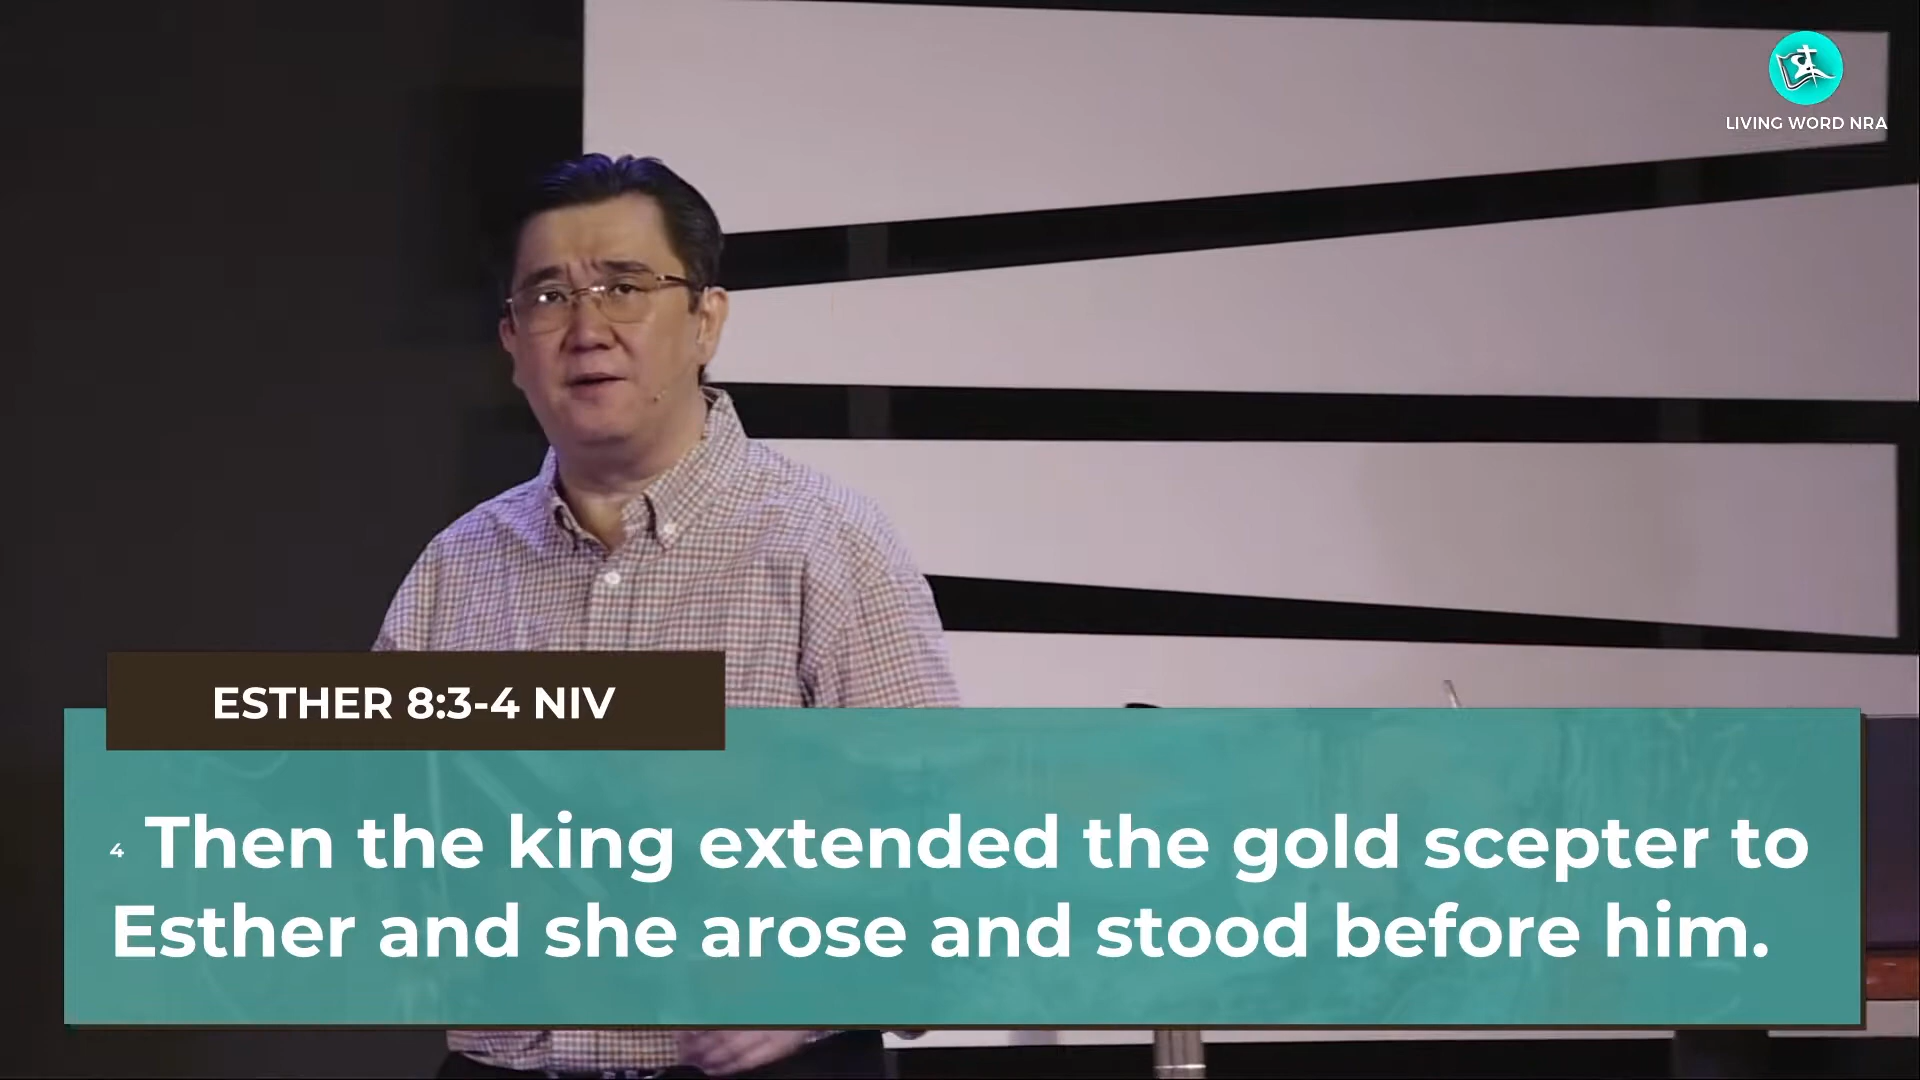 LIVING WORD NRA
ESTHER 8:3-4 NIV
4 Then the king extended the gold scepter to
Esther and she arose and stood before him.